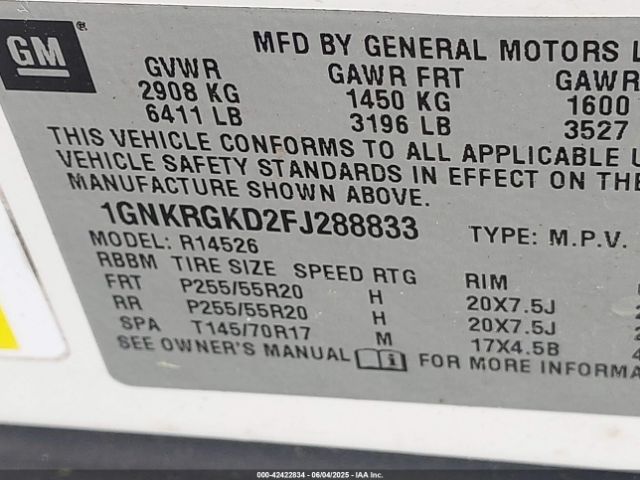 GM®
MFD BY GENERAL MOTORS L
GVWR GAWR FRT GAWR
2908 KG 1450 KG 1600
6411 LB 3196 LB 3527
THIS VEHICLE CONFORMS TO ALL APPLICABLE U
VEHICLE SAFETY STANDARDS IN EFFECT ON THE
MANUFACTURE SHOWN ABOVE.
1GNKRGKD2FJ288833 TYPE: M.P.V.
MODEL: R14526
RBBM TIRE SIZE SPEED RTG RIM
FRT P255/55R20 H 20X7.5J
RR P255/55R20 H 20X7.5J
SPA T145/70R17 M 17X4.5B
SEE OWNER'S MANUAL FOR MORE INFORMA
000-42422834 - 06/04/2025 - IAA Inc.